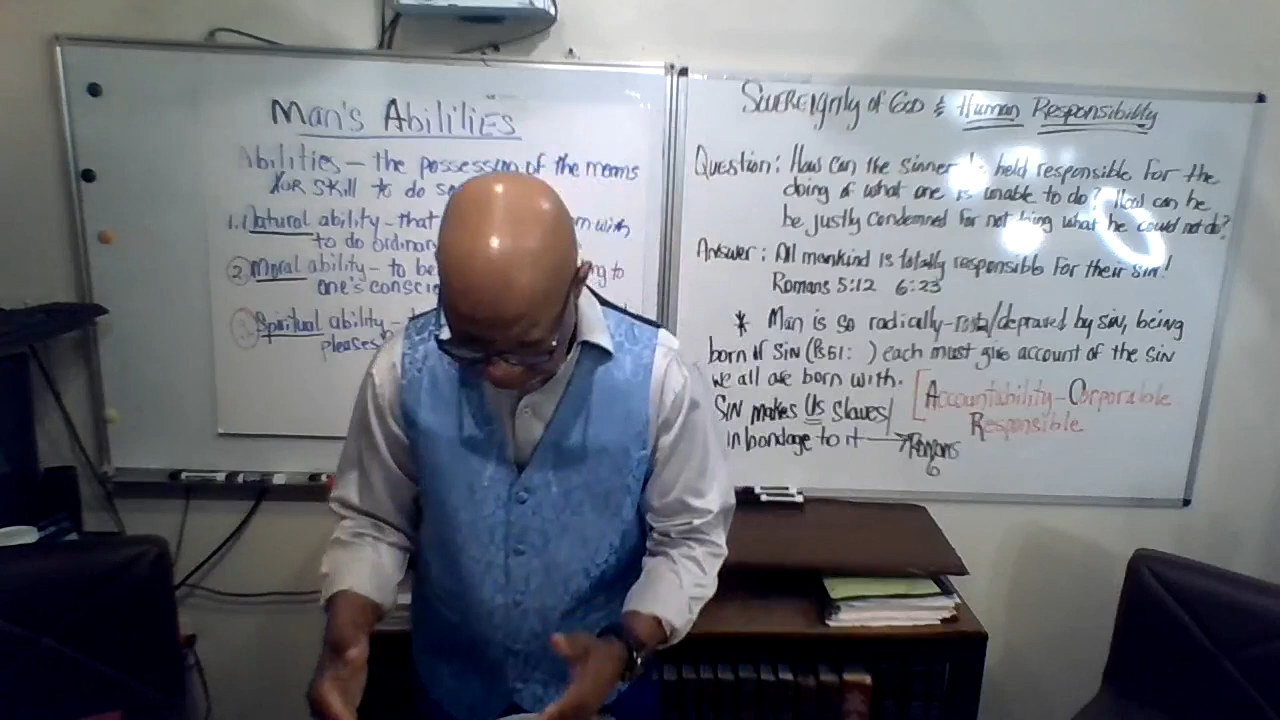 Man's Abilities
Abilities – the possession of the means
/or skill to do
1. Natural ability – that with
to do ordinary
2 Moral ability – to be to
one's
3 Spiritual ability –
pleases
Sovereignty of God & Human Responsibility
Question: How can the sinner be held responsible for the
doing of what one is unable to do? How can he
be justly condemned for not doing what he could not do?
Answer: All mankind is totally responsible for their sin!
Romans 5:12 6:23
* Man is so radically- /depraved by sin, being
born of sin (Ps 51: ) each must give account of the sin
we all are born with.
Sin makes Us slaves/
in bondage to it → Romans
6
[Accountability – Corporable
Responsible